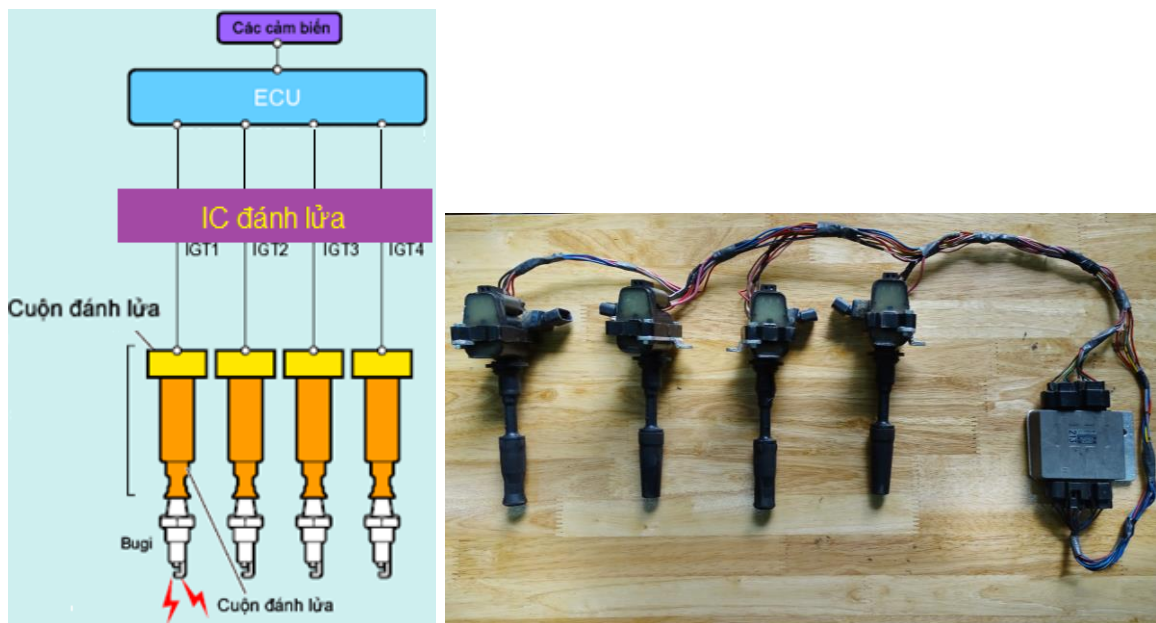 Các cảm biến
ECU
IC đánh lửa
IGT1 IGT2 IGT3 IGT4
Cuộn đánh lửa
Bugi
Cuộn đánh lửa